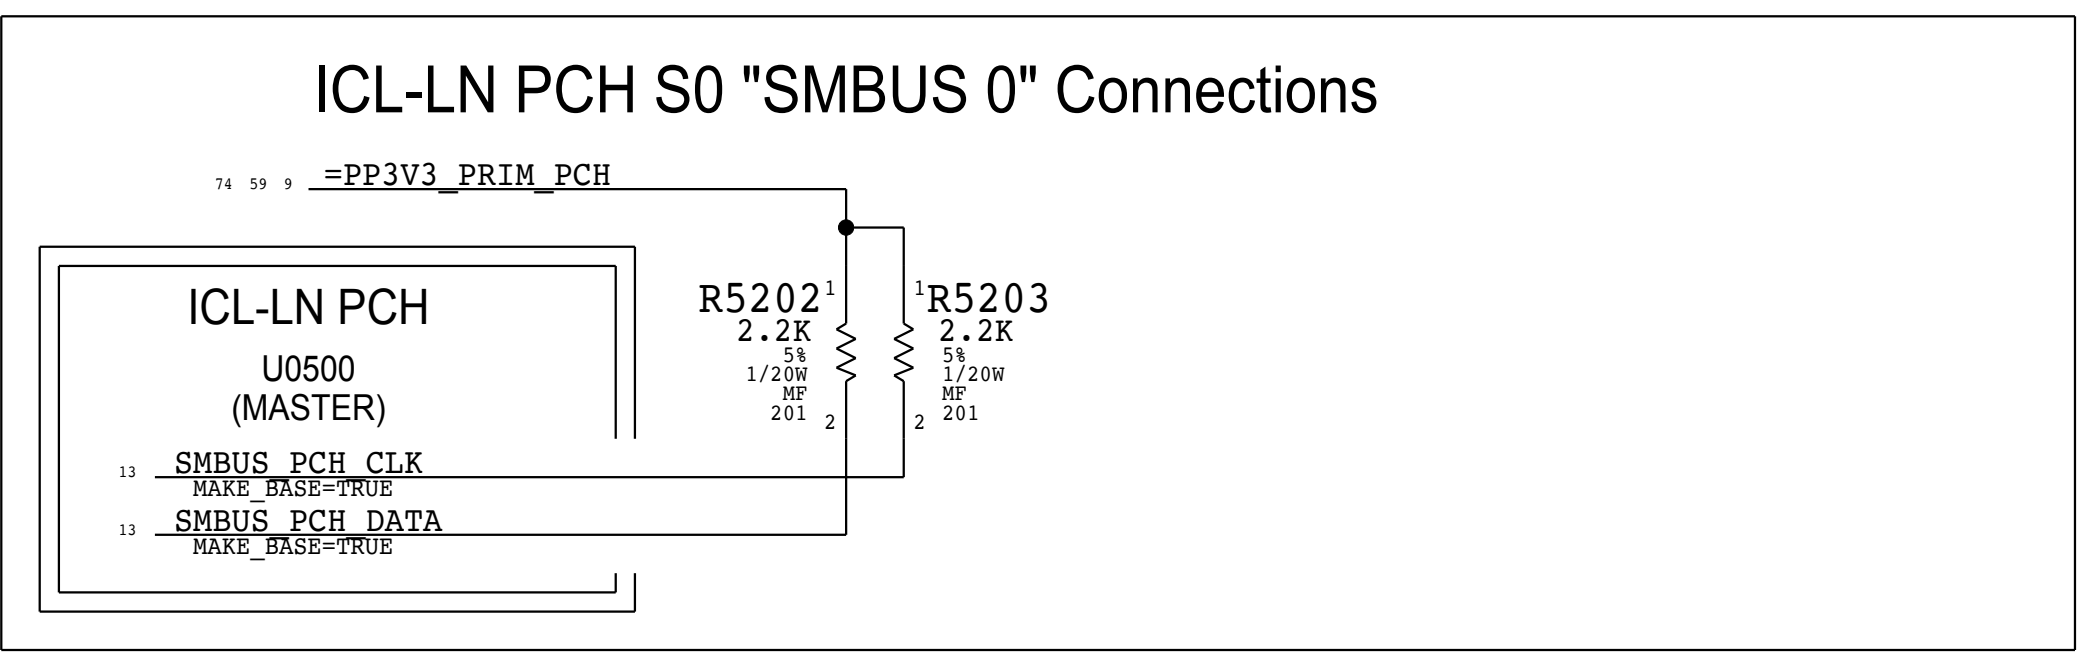 ICL-LN PCH S0 "SMBUS 0" Connections
74 59 9 =PP3V3_PRIM_PCH
ICL-LN PCH
U0500
(MASTER)
R5202 1
2.2K
5%
1/20W
MF
201
2
1 R5203
2.2K
5%
1/20W
MF
201
2
13 SMBUS_PCH_CLK
MAKE_BASE=TRUE
13 SMBUS_PCH_DATA
MAKE_BASE=TRUE